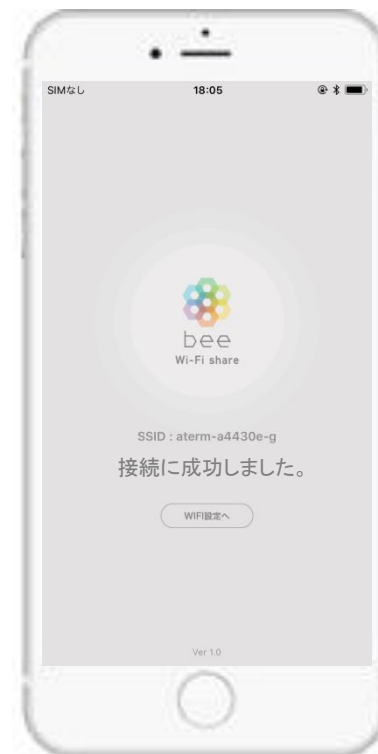 SIMなし 18:05
bee
Wi-Fi share
SSID : aterm-a4430e-g
接続に成功しました。
WIFI設定へ
Ver 1.0